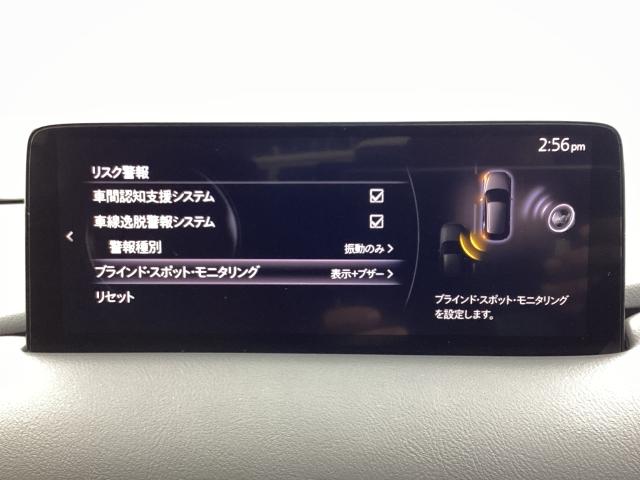 2:56pm
リスク警報
車間認知支援システム
車線逸脱警報システム
警報種別 振動のみ
ブラインド・スポット・モニタリング 表示+ブザー
リセット
ブラインド・スポット・モニタリング
を設定します。